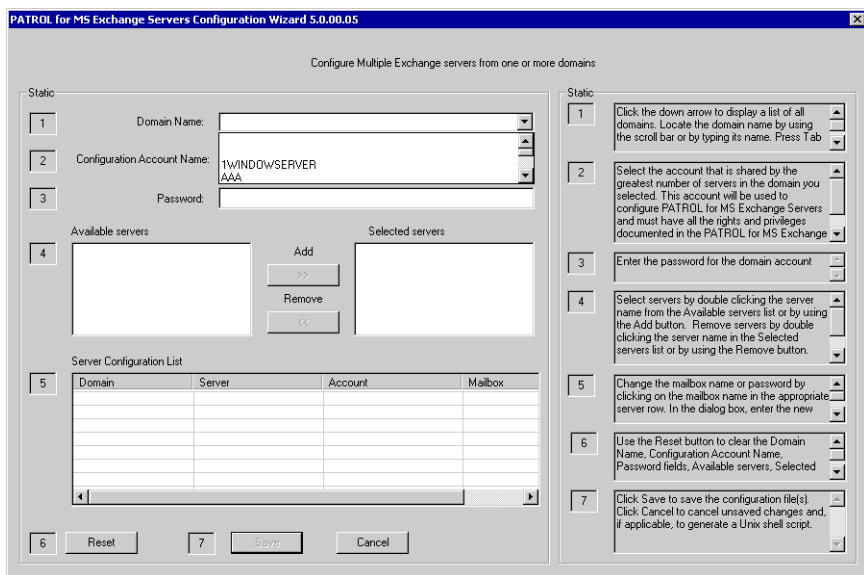 PATROL for MS Exchange Servers Configuration Wizard 5.0.00.05
Configure Multiple Exchange servers from one or more domains
Static
1
Domain Name:
1WINDOWSERVER
AAA
2
Configuration Account Name:
3
Password:
4
Available servers
Add
>>
Remove
<<
Selected servers
Server Configuration List
5
Domain
Server
Account
Mailbox
6
Reset
7
Save
Cancel
Static
1
Click the down arrow to display a list of all
domains. Locate the domain name by using
the scroll bar or by typing its name. Press Tab
2
Select the account that is shared by the
greatest number of servers in the domain you
selected. This account will be used to
configure PATROL for MS Exchange Servers
and must have all the rights and privileges
documented in the PATROL for MS Exchange
3
Enter the password for the domain account
4
Select servers by double clicking the server
name from the Available servers list or by using
the Add button. Remove servers by double
clicking the server name in the Selected
servers list or by using the Remove button.
5
Change the mailbox name or password by
clicking on the mailbox name in the appropriate
server row. In the dialog box, enter the new
6
Use the Reset button to clear the Domain
Name, Configuration Account Name,
Password fields, Available servers, Selected
7
Click Save to save the configuration file(s).
Click Cancel to cancel unsaved changes and,
if applicable, to generate a Unix shell script.